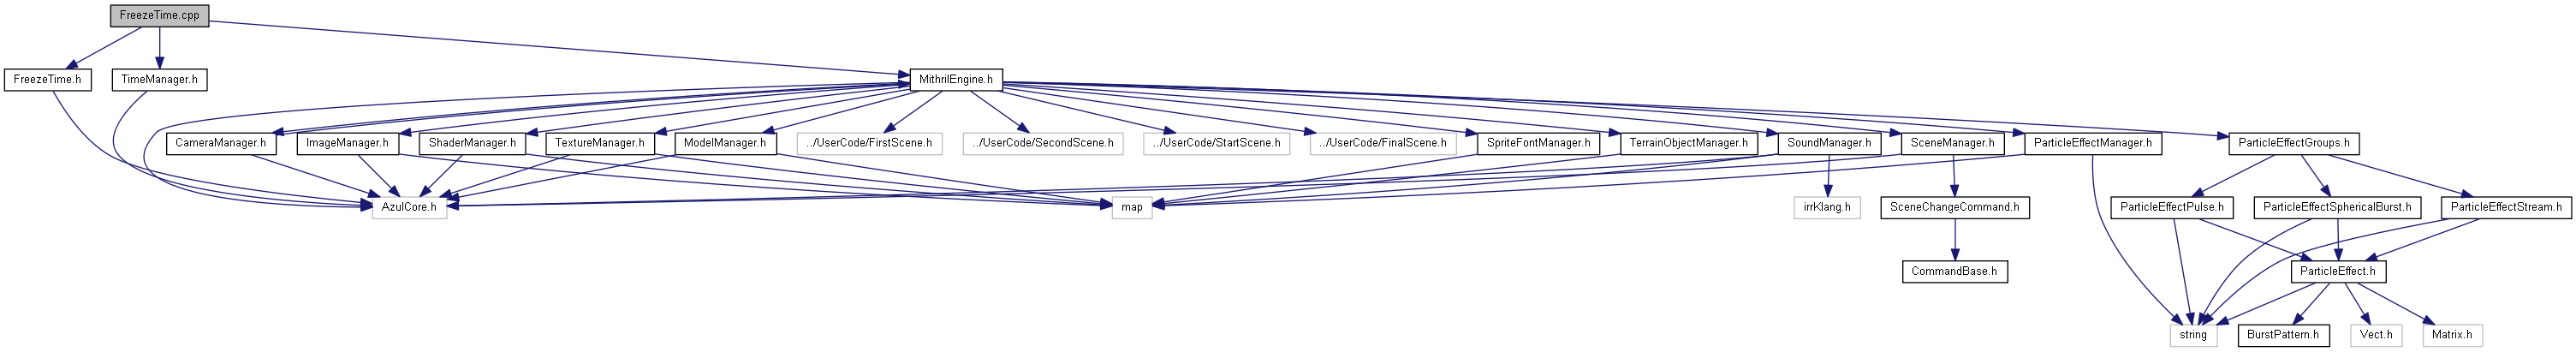 FreezeTime.cpp
FreezeTime.h
TimeManager.h
MithrilEngine.h
CameraManager.h
ImageManager.h
ShaderManager.h
TextureManager.h
ModelManager.h
../UserCode/FirstScene.h
../UserCode/SecondScene.h
../UserCode/StartScene.h
../UserCode/FinalScene.h
SpriteFontManager.h
TerrainObjectManager.h
SoundManager.h
SceneManager.h
ParticleEffectManager.h
ParticleEffectGroups.h
AzulCore.h
map
irrKlang.h
SceneChangeCommand.h
ParticleEffectPulse.h
ParticleEffectSphericalBurst.h
ParticleEffectStream.h
CommandBase.h
ParticleEffect.h
string
BurstPattern.h
Vect.h
Matrix.h